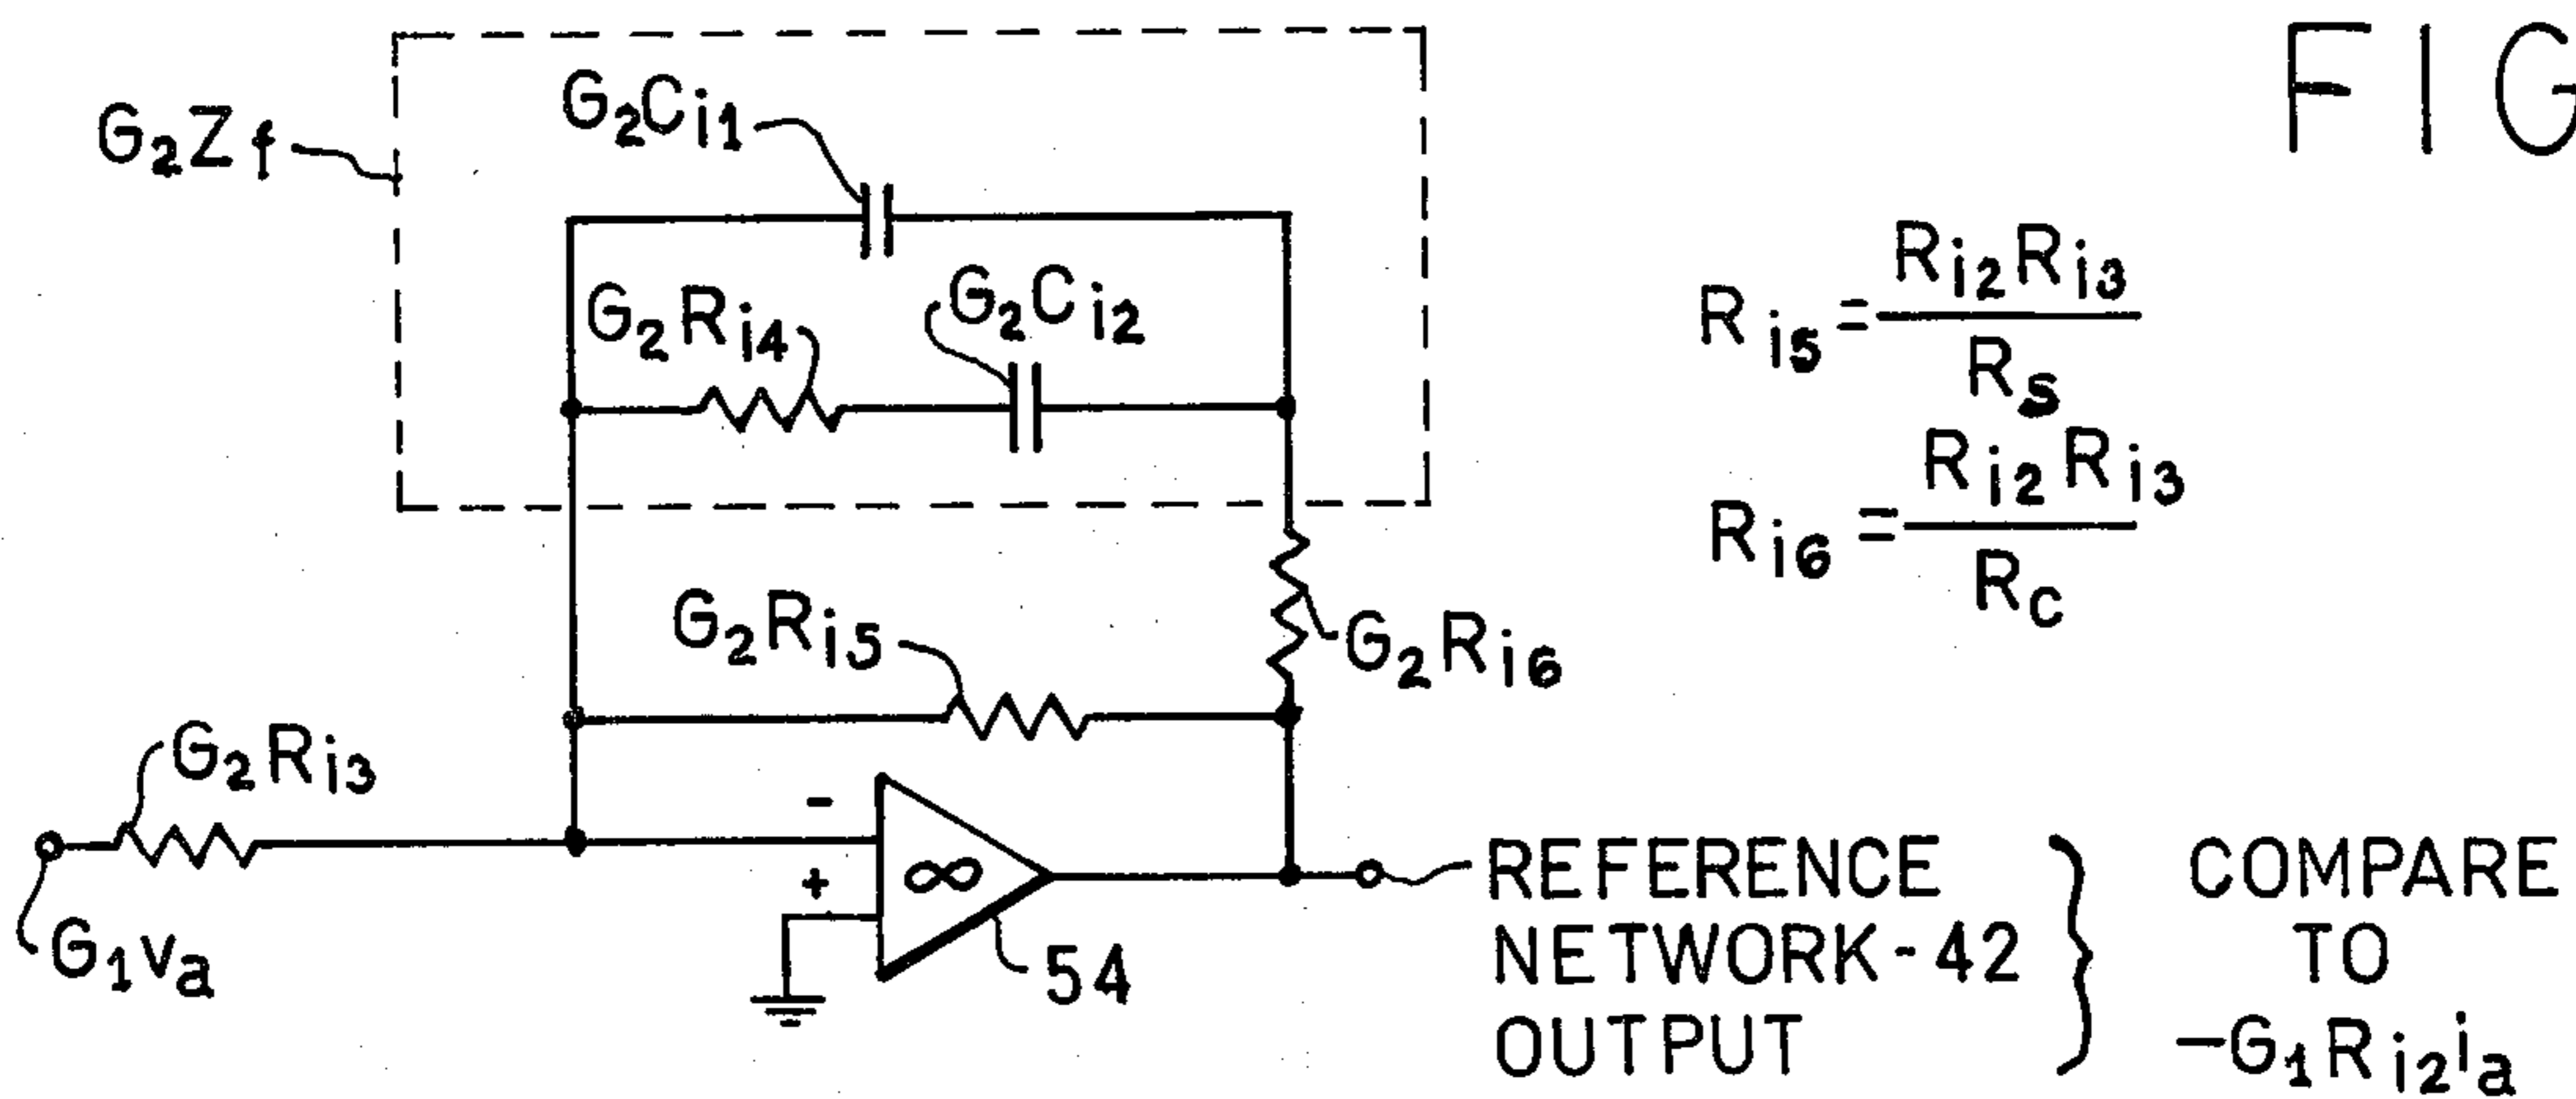 FIG
G₂Zf
G₂Ci1
G₂Ri4
G₂Ci2
Ri5 = Ri2Ri3
Rs
Ri6 = Ri2Ri3
Rc
G₂Ri5
G₂Ri6
G₂Ri3
G₁va
-
+
∞
54
REFERENCE
NETWORK-42
OUTPUT
COMPARE
TO
-G₁Ri2ia